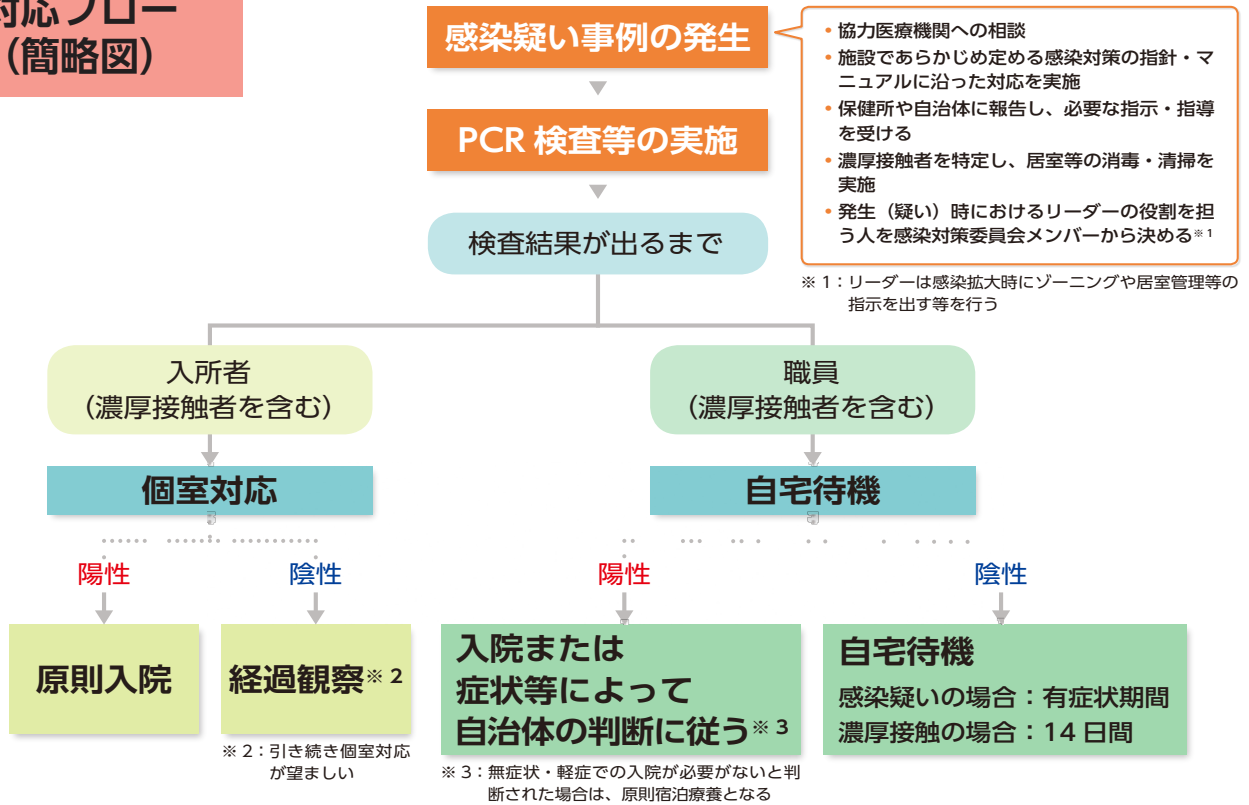 対応フロー
（簡略図）
感染疑い事例の発生
PCR 検査等の実施
検査結果が出るまで
• 協力医療機関への相談
• 施設であらかじめ定める感染対策の指針・マ
ニュアルに沿った対応を実施
• 保健所や自治体に報告し、必要な指示・指導
を受ける
• 濃厚接触者を特定し、居室等の消毒・清掃を
実施
• 発生（疑い）時におけるリーダーの役割を担
う人を感染対策委員会メンバーから決める※1
※ 1：リーダーは感染拡大時にゾーニングや居室管理等の
指示を出す等を行う
入所者
（濃厚接触者を含む）
職員
（濃厚接触者を含む）
個室対応
自宅待機
陽性
陰性
陽性
陰性
原則入院
経過観察※ 2
※ 2：引き続き個室対応
が望ましい
入院または
症状等によって
自治体の判断に従う※ 3
※ 3：無症状・軽症での入院が必要がないと判
断された場合は、原則宿泊療養となる
自宅待機
感染疑いの場合：有症状期間
濃厚接触の場合：14 日間